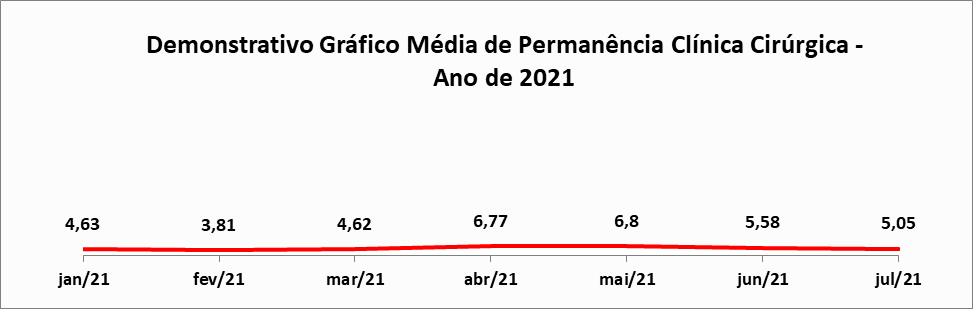 Demonstrativo Gráfico Média de Permanência Clínica Cirúrgica -
Ano de 2021
4,63 3,81 4,62 6,77 6,8 5,58 5,05
jan/21 fev/21 mar/21 abr/21 mai/21 jun/21 jul/21